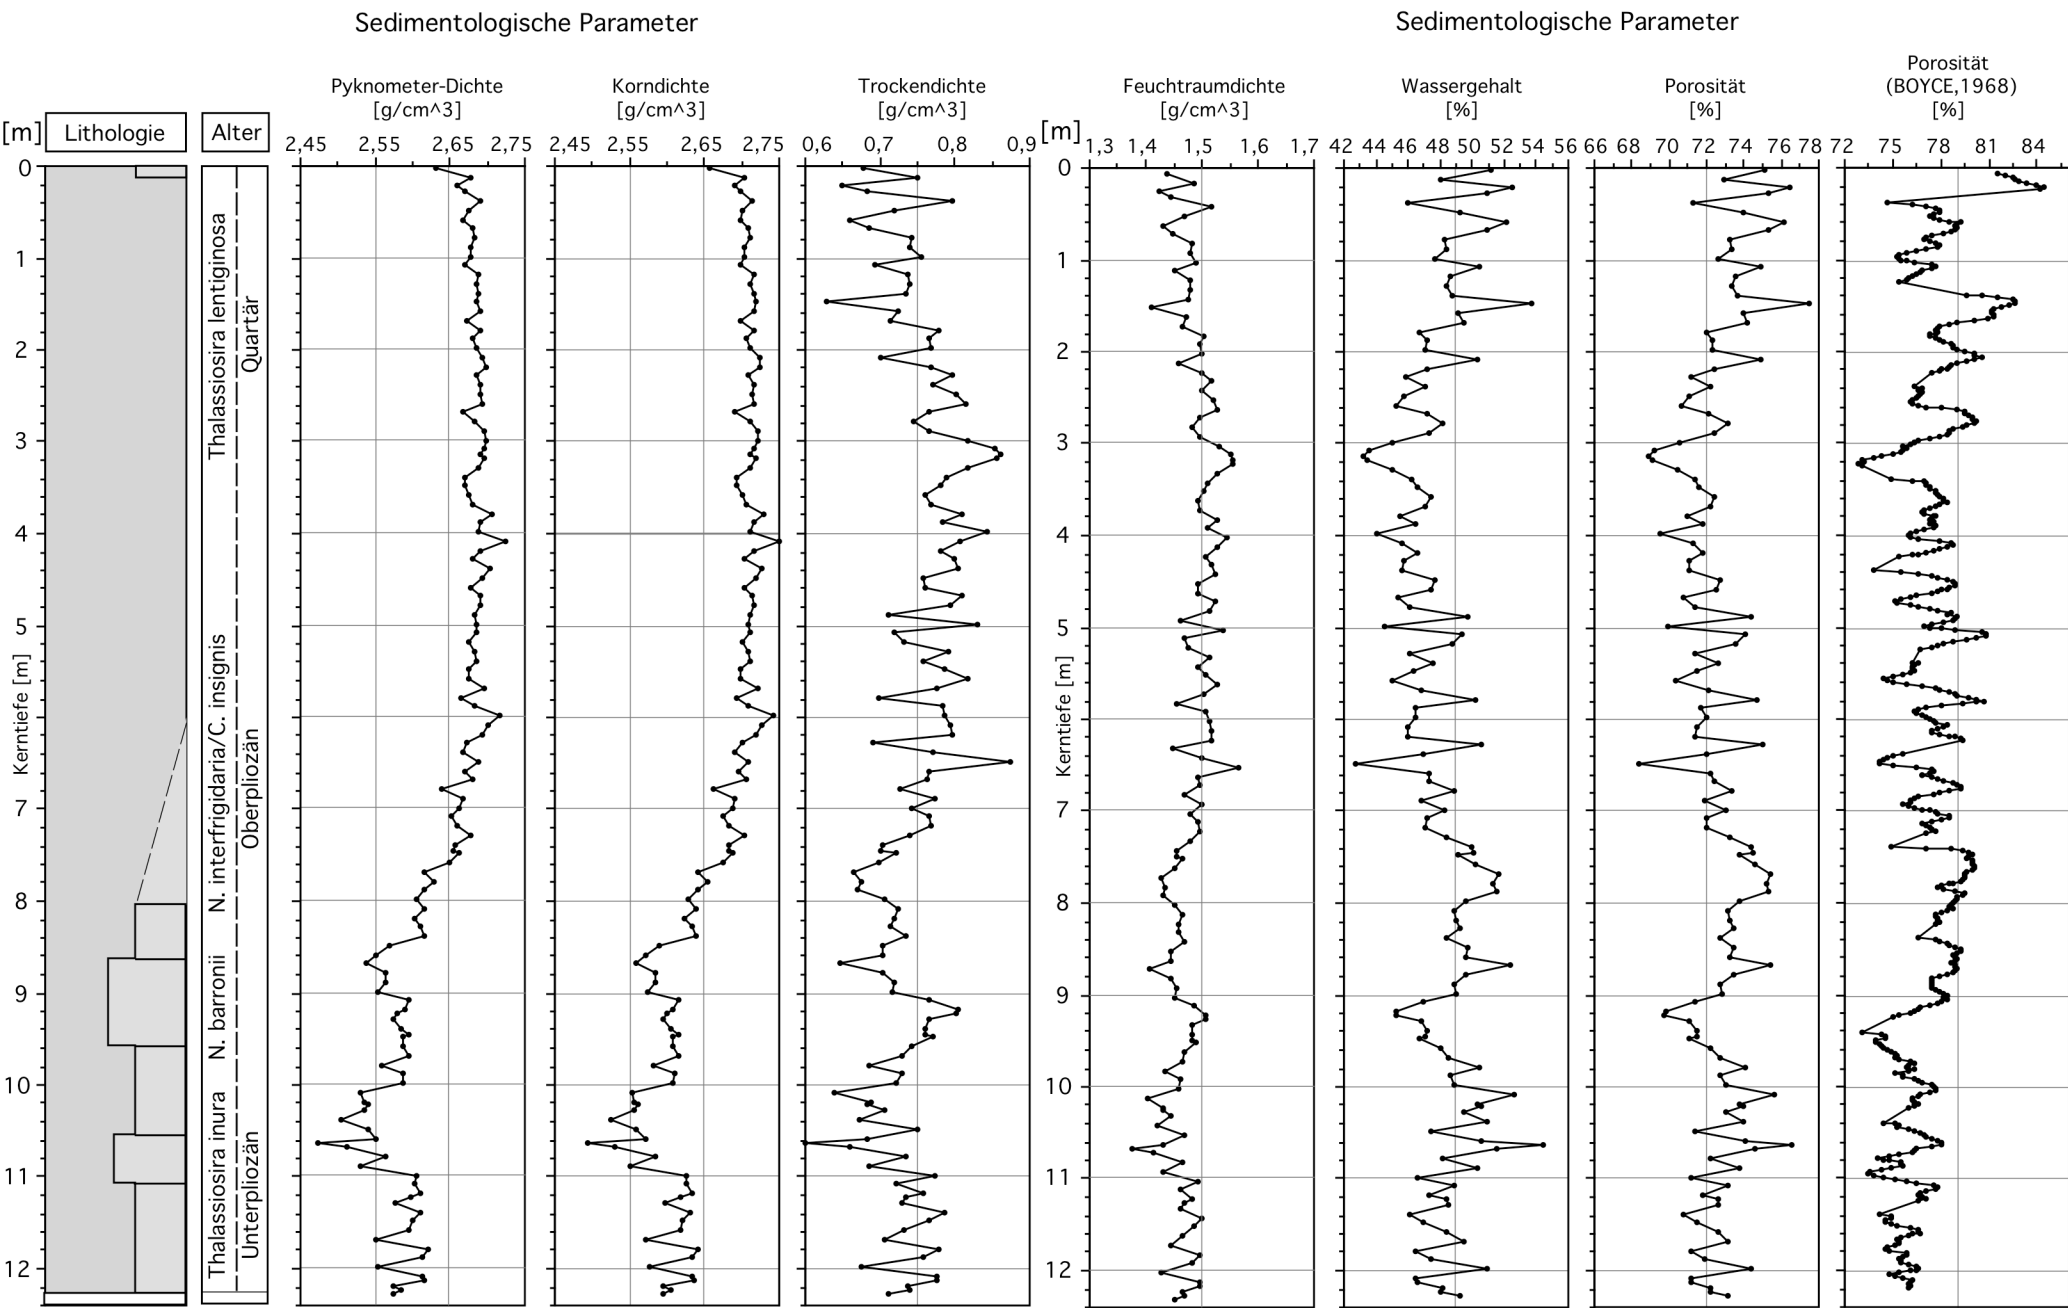 Sedimentologische Parameter
Sedimentologische Parameter
Pyknometer-Dichte
[g/cm^3]
Korndichte
[g/cm^3]
Trockendichte
[g/cm^3]
Feuchtraumdichte
[g/cm^3]
Wassergehalt
[%]
Porosität
[%]
Porosität
(BOYCE,1968)
[%]
[m]
Lithologie
Alter
[m]
2,45 2,55 2,65 2,75
2,45 2,55 2,65 2,75
0,6 0,7 0,8 0,9
1,3 1,4 1,5 1,6 1,7
42 44 46 48 50 52 54 56
66 68 70 72 74 76 78
72 75 78 81 84
0
1
2
3
4
5
Kerntiefe [m]
7
8
9
10
11
12
Thalassiosira lentiginosa
N. interfrigidaria/C. insignis
N. barronii
Thalassiosira inura
Quartär
Oberpliozän
Unterpliozän
0
1
2
3
4
5
Kerntiefe [m]
7
8
9
10
11
12